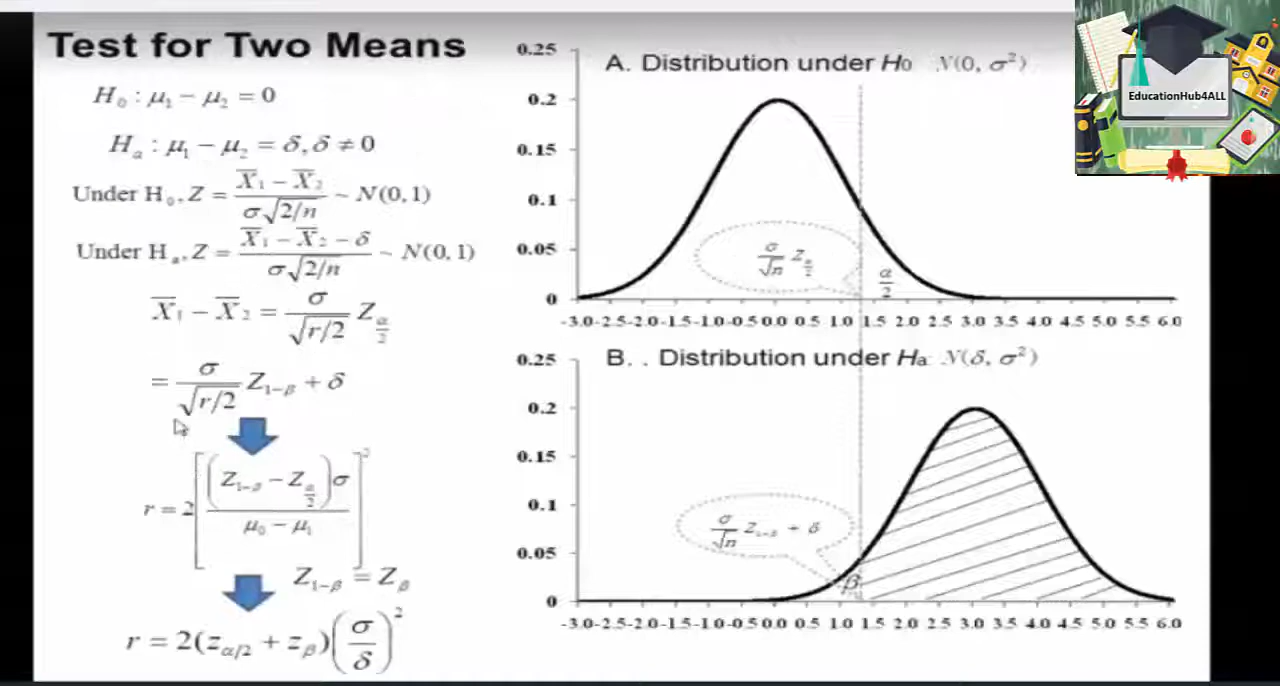 Test for Two Means
H₀ : μ₁ − μ₂ = 0
Hₐ : μ₁ − μ₂ = δ, δ ≠ 0
Under H₀, Z = (X̅₁ − X̅₂) / (σ√(2/n)) ~ N(0, 1)
Under Hₐ, Z = (X̅₁ − X̅₂ − δ) / (σ√(2/n)) ~ N(0, 1)
X̅₁ − X̅₂ = σ/√(r/2) Z_{α/2}
= σ/√(r/2) Z_{1−β} + δ
r = 2[((Z_{1−β} − Z_{α/2})σ) / (μ₀ − μ₁)]²
Z_{1−β} = Z_β
r = 2(z_{α/2} + z_β)(σ/δ)²
A. Distribution under H₀ N(0, σ²)
0.25
0.2
0.15
0.1
0.05
0
σ/√n Z_{α/2}
α/2
-3.0 -2.5 -2.0 -1.5 -1.0 -0.5 0.0 0.5 1.0 1.5 2.0 2.5 3.0 3.5 4.0 4.5 5.0 5.5 6.0
B. . Distribution under Ha N(δ, σ²)
0.25
0.2
0.15
0.1
0.05
0
σ/√n Z_{1−β} + δ
β
-3.0 -2.5 -2.0 -1.5 -1.0 -0.5 0.0 0.5 1.0 1.5 2.0 2.5 3.0 3.5 4.0 4.5 5.0 5.5 6.0
EducationHub4ALL